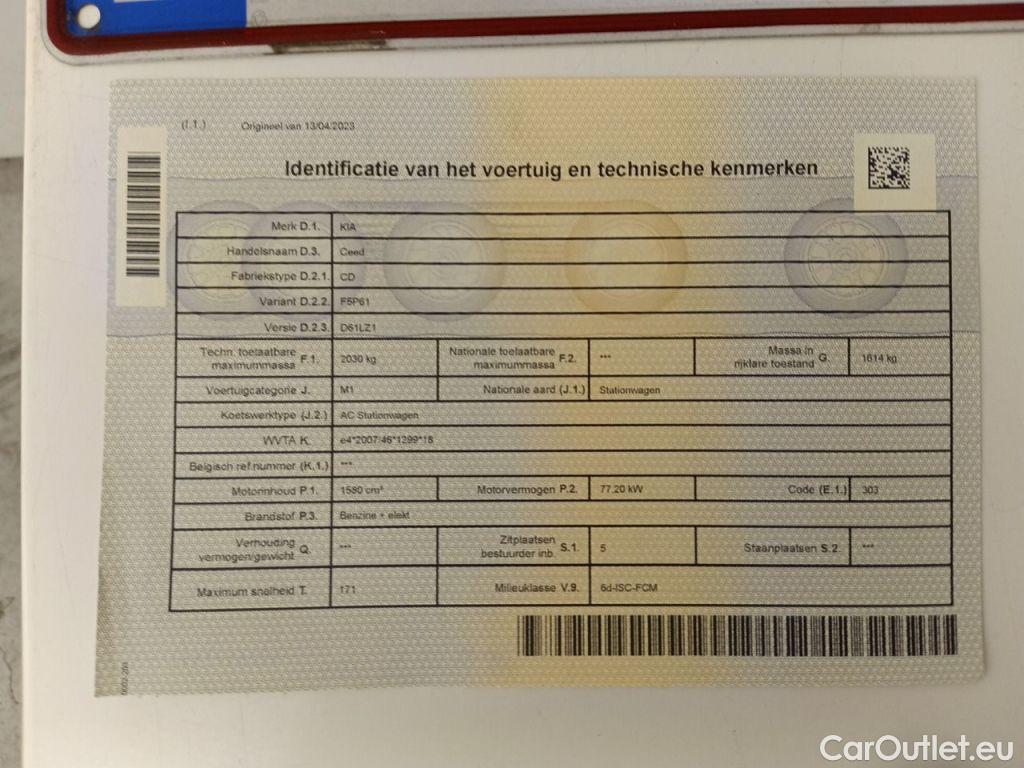 (I.1.) Origineel van 13/04/2023
Identificatie van het voertuig en technische kenmerken
Merk D.1. KIA
Handelsnaam D.3. Ceed
Fabriekstype D.2.1. CD
Variant D.2.2. F5P61
Versie D.2.3. D61LZ1
Techn. toelaatbare maximummassa F.1. 2030 kg Nationale toelaatbare maximummassa F.2. *** Massa in rijklare toestand G. 1614 kg
Voertuigcategorie J. M1 Nationale aard (J.1.) Stationwagen
Koetswerktype (J.2.) AC Stationwagen
WVTA K. e4*2007/46*1299*18
Belgisch ref.nummer (K.1.) ***
Motorinhoud P.1. 1580 cm³ Motorvermogen P.2. 77,20 kW Code (E.1.) 303
Brandstof P.3. Benzine + elekt
Verhouding vermogen/gewicht Q. *** Zitplaatsen bestuurder inb. S.1. 5 Staanplaatsen S.2. ***
Maximum snelheid T. 171 Milieuklasse V.9. 6d-ISC-FCM
CarOutlet.eu